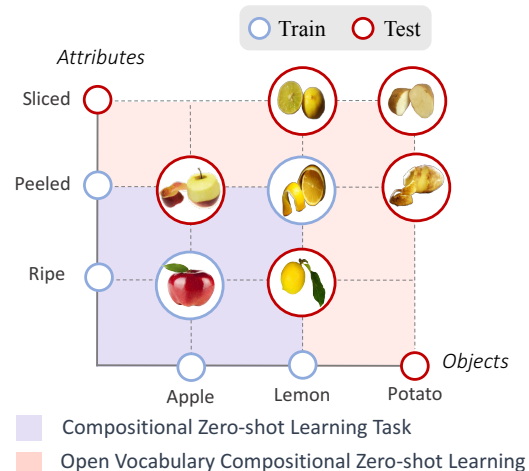 Train Test
Attributes
Sliced
Peeled
Ripe
Objects
Apple Lemon Potato
Compositional Zero-shot Learning Task
Open Vocabulary Compositional Zero-shot Learning